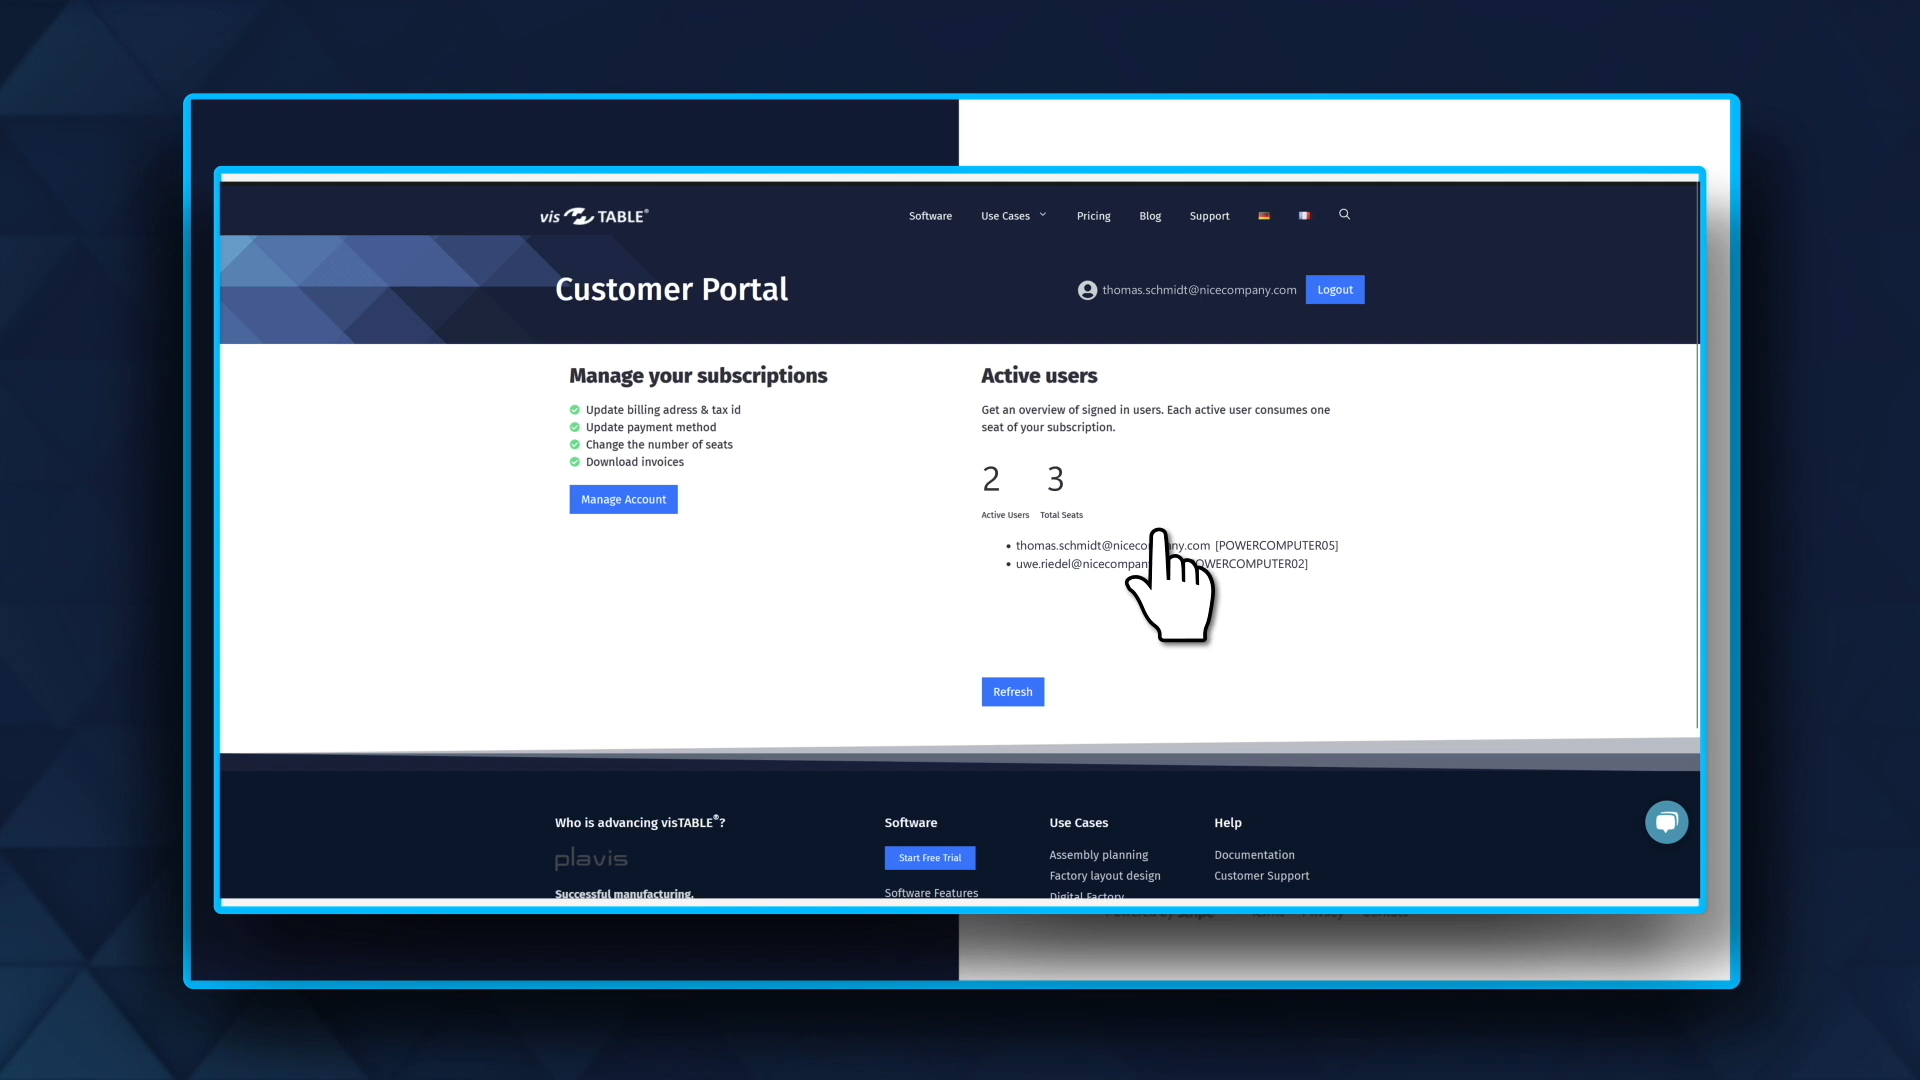 vis TABLE®
Software Use Cases Pricing Blog Support
Customer Portal
thomas.schmidt@nicecompany.com Logout
Manage your subscriptions
Update billing adress & tax id
Update payment method
Change the number of seats
Download invoices
Manage Account
Active users
Get an overview of signed in users. Each active user consumes one
seat of your subscription.
2 3
Active Users Total Seats
thomas.schmidt@niceco ny.com [POWERCOMPUTER05]
uwe.riedel@nicecompan OWERCOMPUTER02]
Refresh
Who is advancing visTABLE®?
plavis
Successful manufacturing.
Software
Start Free Trial
Software Features
Use Cases
Assembly planning
Factory layout design
Digital Factory
Help
Documentation
Customer Support